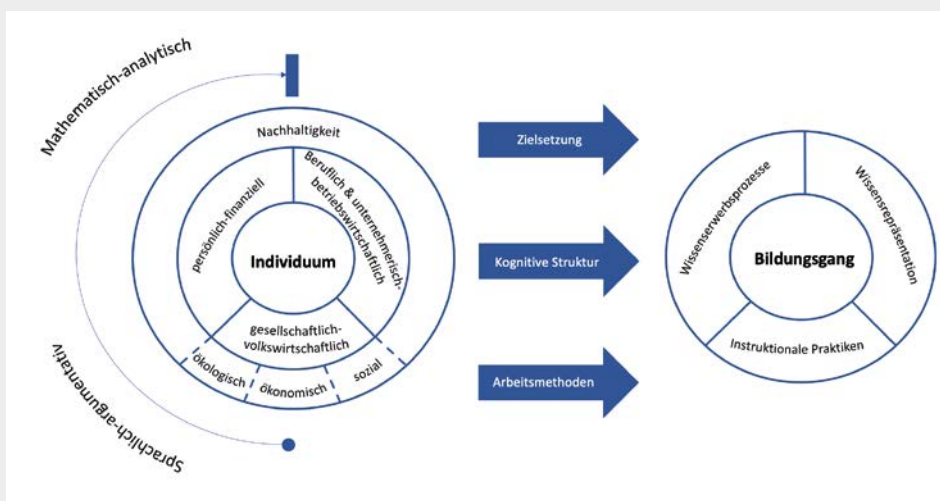 Mathematisch-analytisch
Sprachlich-argumentativ
Nachhaltigkeit
persönlich-finanziell
Beruflich & unternehmerisch-
betriebswirtschaftlich
Individuum
gesellschaftlich-
volkswirtschaftlich
ökologisch
ökonomisch
sozial
Zielsetzung
Kognitive Struktur
Arbeitsmethoden
Wissenserwerbsprozesse
Wissensrepräsentation
Bildungsgang
Instruktionale Praktiken